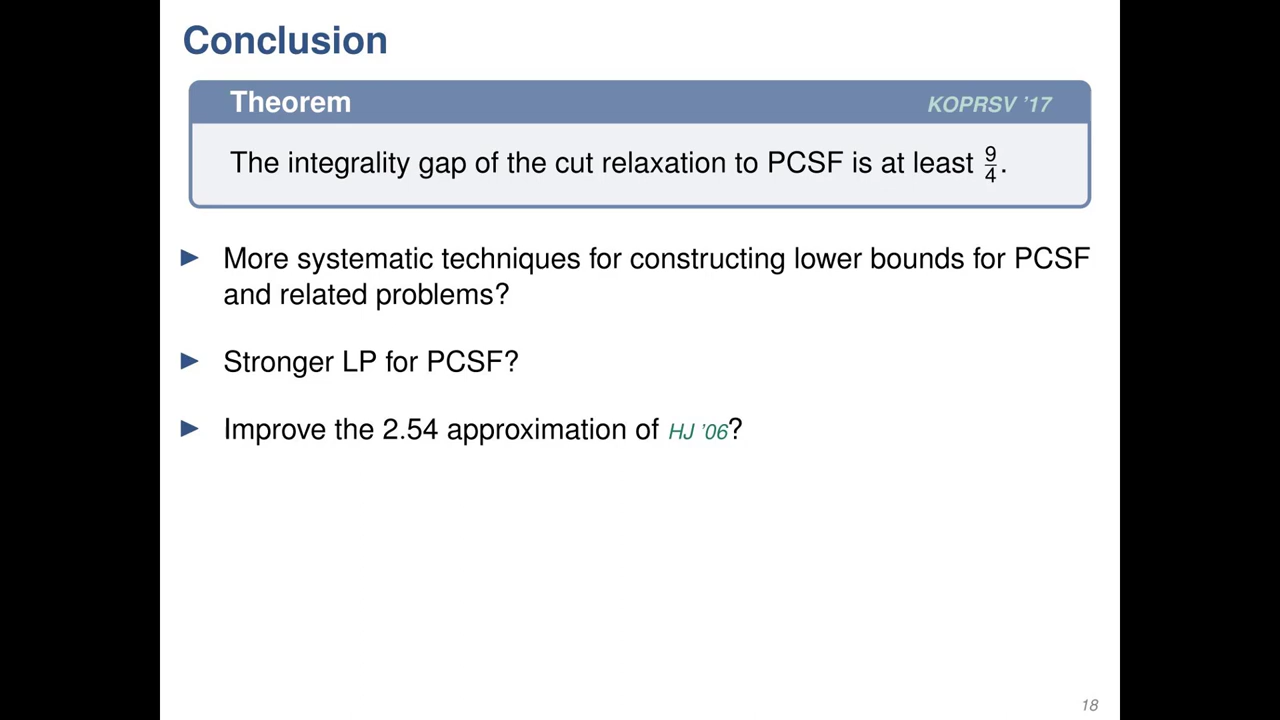 Conclusion
Theorem KOPRSV ’17
The integrality gap of the cut relaxation to PCSF is at least 9/4.
▶ More systematic techniques for constructing lower bounds for PCSF
and related problems?
▶ Stronger LP for PCSF?
▶ Improve the 2.54 approximation of HJ ’06?
18